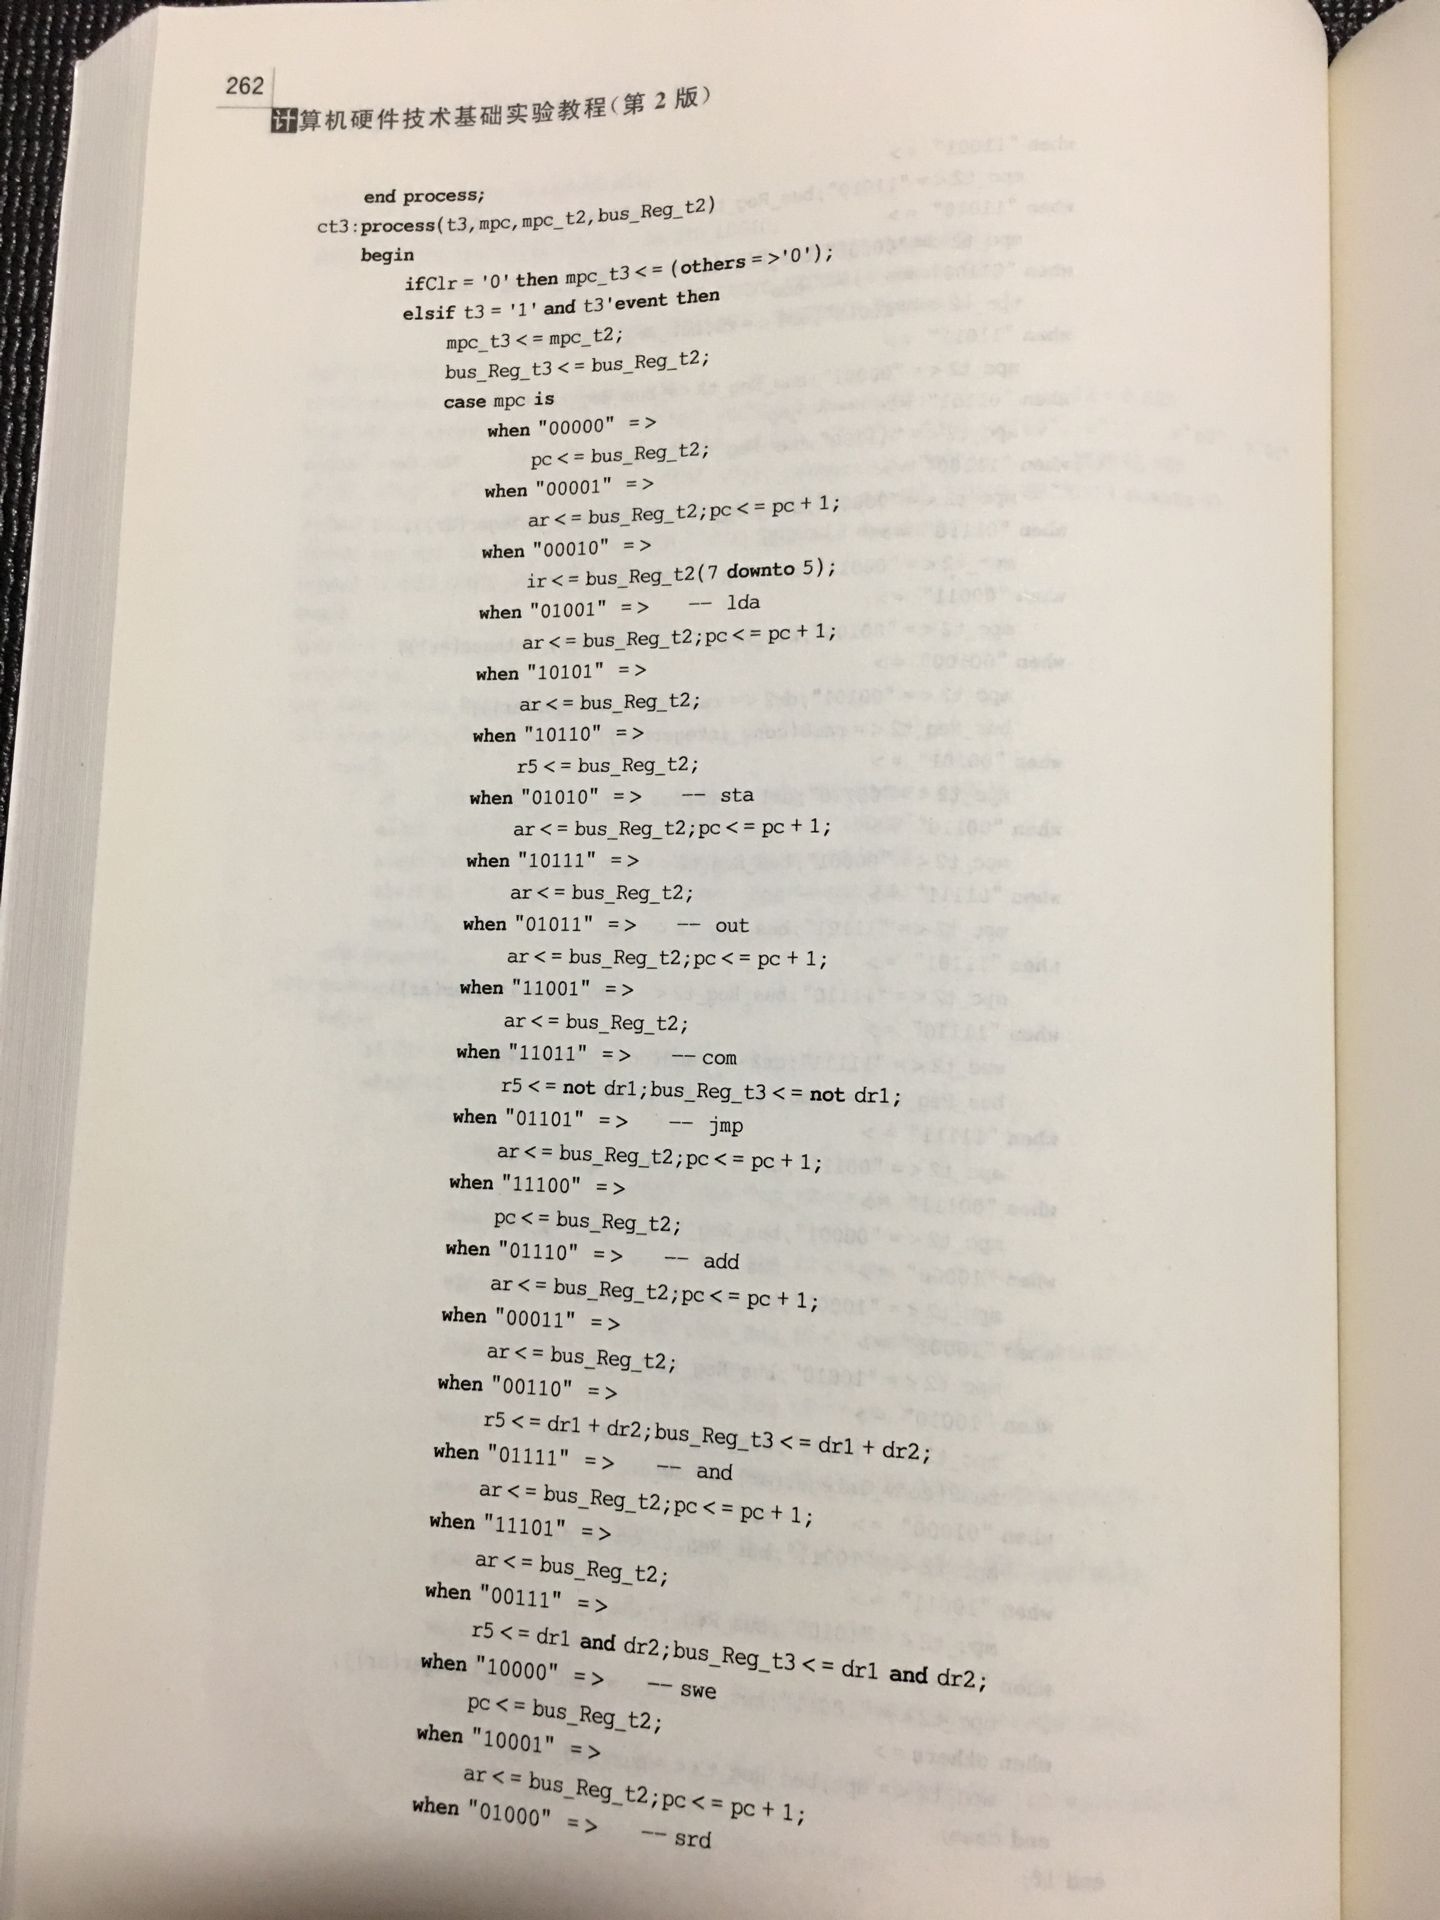 262
计算机硬件技术基础实验教程(第 2 版)
end process;
ct3:process(t3,mpc,mpc_t2,bus_Reg_t2)
begin
ifClr = '0' then mpc_t3<= (others =>'0');
elsif t3 = '1' and t3'event then
mpc_t3<= mpc_t2;
bus_Reg_t3<= bus_Reg_t2;
case mpc is
when "00000" =>
pc<= bus_Reg_t2;
when "00001" =>
ar<= bus_Reg_t2;pc<= pc + 1;
when "00010" =>
ir<= bus_Reg_t2(7 downto 5);
when "01001" => -- lda
ar<= bus_Reg_t2;pc<= pc + 1;
when "10101" =>
ar<= bus_Reg_t2;
when "10110" =>
r5<= bus_Reg_t2;
when "01010" => -- sta
ar<= bus_Reg_t2;pc<= pc + 1;
when "10111" =>
ar<= bus_Reg_t2;
when "01011" => -- out
ar<= bus_Reg_t2;pc<= pc + 1;
when "11001" =>
ar<= bus_Reg_t2;
when "11011" => -- com
r5<= not dr1;bus_Reg_t3<= not dr1;
when "01101" => -- jmp
ar<= bus_Reg_t2;pc<= pc + 1;
when "11100" =>
pc<= bus_Reg_t2;
when "01110" => -- add
ar<= bus_Reg_t2;pc<= pc + 1;
when "00011" =>
ar<= bus_Reg_t2;
when "00110" =>
r5<= dr1 + dr2;bus_Reg_t3<= dr1 + dr2;
when "01111" => -- and
ar<= bus_Reg_t2;pc<= pc + 1;
when "11101" =>
ar<= bus_Reg_t2;
when "00111" =>
r5<= dr1 and dr2;bus_Reg_t3<= dr1 and dr2;
when "10000" => -- swe
pc<= bus_Reg_t2;
when "10001" =>
ar<= bus_Reg_t2;pc<= pc + 1;
when "01000" => -- srd